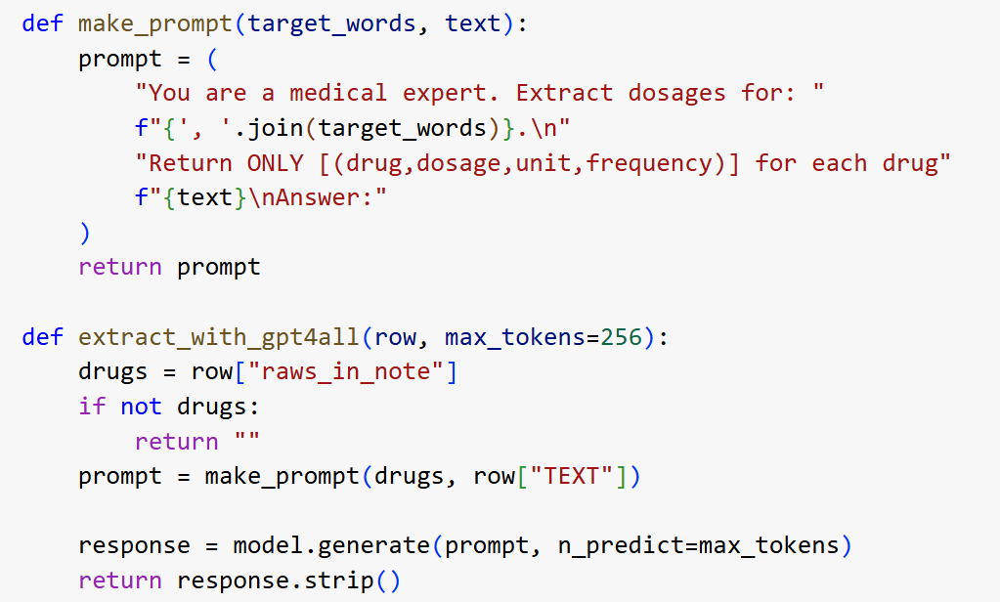 def make_prompt(target_words, text):
    prompt = (
        "You are a medical expert. Extract dosages for: "
        f"{', '.join(target_words)}.\n"
        "Return ONLY [(drug,dosage,unit,frequency)] for each drug"
        f"{text}\nAnswer:"
    )
    return prompt

def extract_with_gpt4all(row, max_tokens=256):
    drugs = row["raws_in_note"]
    if not drugs:
        return ""
    prompt = make_prompt(drugs, row["TEXT"])

    response = model.generate(prompt, n_predict=max_tokens)
    return response.strip()